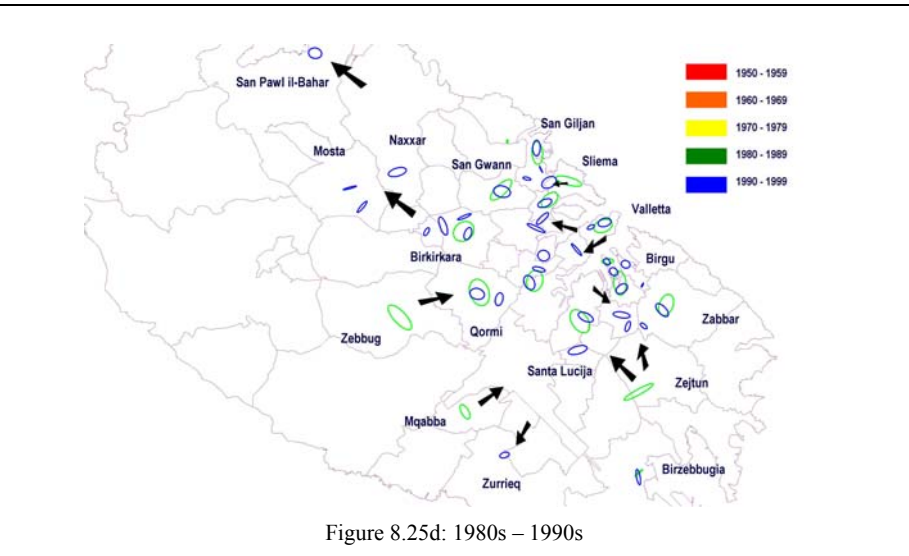 San Pawl il-Bahar
1950 - 1959
1960 - 1969
1970 - 1979
1980 - 1989
1990 - 1999
San Giljan
Naxxar
Mosta
San Gwann
Sliema
Valletta
Birkirkara
Birgu
Zabbar
Qormi
Zebbug
Santa Lucija
Zejtun
Mqabba
Zurrieq
Birzebbugia
Figure 8.25d: 1980s – 1990s